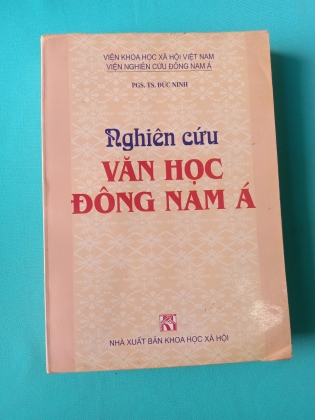 VIỆN KHOA HỌC XÃ HỘI VIỆT NAM
VIỆN NGHIÊN CỨU ĐÔNG NAM Á
PGS. TS. ĐỨC NINH
Nghiên cứu
VĂN HỌC
ĐÔNG NAM Á
NHÀ XUẤT BẢN KHOA HỌC XÃ HỘI